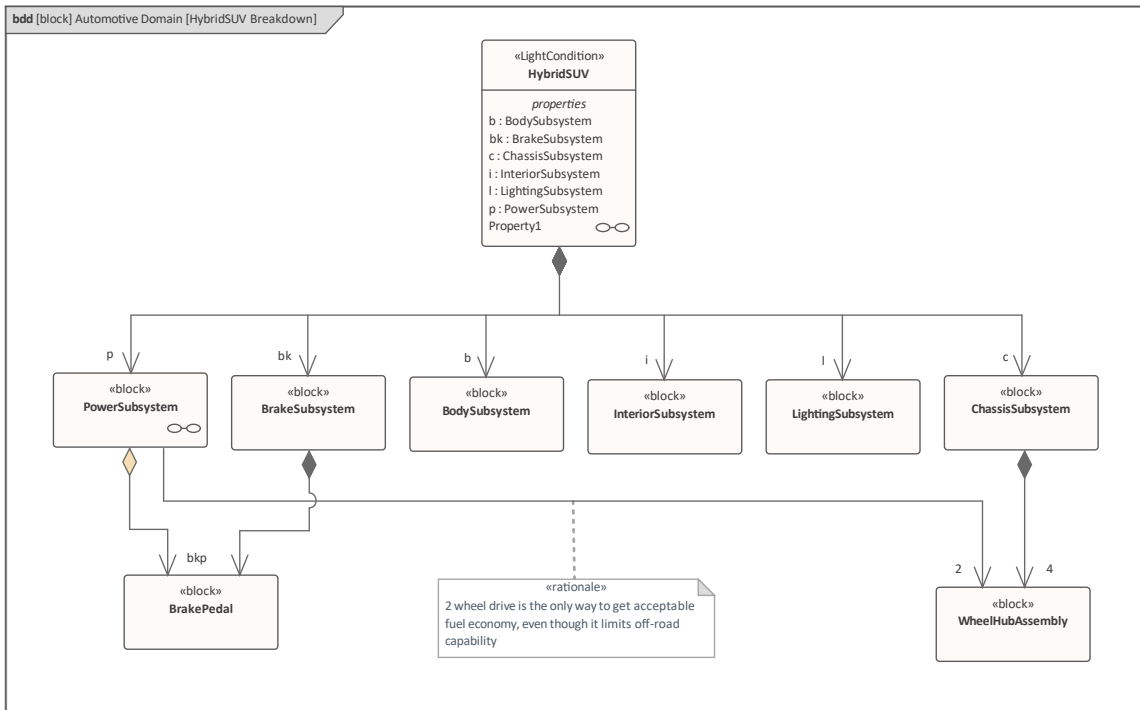 bdd [block] Automotive Domain [HybridSUV Breakdown]
«LightCondition»
HybridSUV
properties
b : BodySubsystem
bk : BrakeSubsystem
c : ChassisSubsystem
i : InteriorSubsystem
l : LightingSubsystem
p : PowerSubsystem
Property1
p
bk
b
i
l
c
«block»
PowerSubsystem
«block»
BrakeSubsystem
«block»
BodySubsystem
«block»
InteriorSubsystem
«block»
LightingSubsystem
«block»
ChassisSubsystem
bkp
2
4
«block»
BrakePedal
«rationale»
2 wheel drive is the only way to get acceptable
fuel economy, even though it limits off-road
capability
«block»
WheelHubAssembly